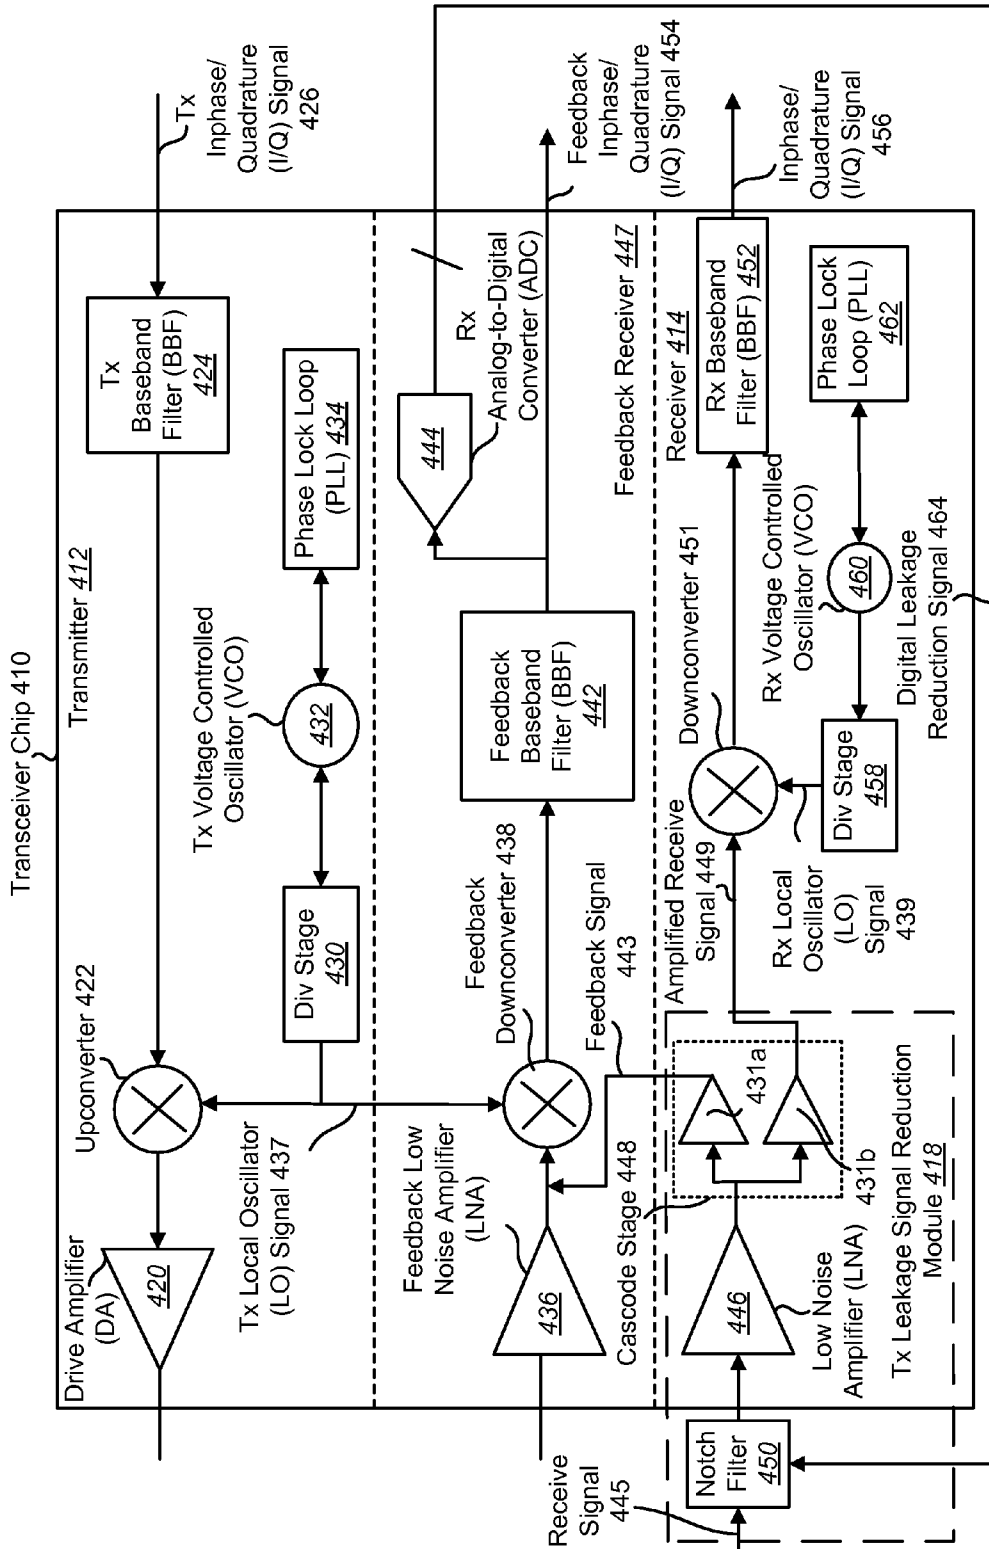 Transceiver Chip 410
Transmitter 412
Drive Amplifier
(DA)
420
Upconverter 422
Tx
Baseband
Filter (BBF)
424
Tx
Inphase/
Quadrature
(I/Q) Signal
426
Tx Local Oscillator
(LO) Signal 437
Div Stage
430
Tx Voltage Controlled
Oscillator (VCO)
432
Phase Lock Loop
(PLL) 434
Feedback Low
Noise Amplifier
(LNA)
436
Feedback
Downconverter 438
Feedback
Baseband
Filter (BBF)
442
444
Rx
Analog-to-Digital
Converter (ADC)
Feedback
Inphase/
Quadrature
(I/Q) Signal 454
Feedback Receiver 447
Feedback Signal
443
Cascode Stage 448
Receive
Signal
445
Notch
Filter
450
446
Low Noise
Amplifier (LNA)
431a
431b
Tx Leakage Signal Reduction
Module 418
Amplified Receive
Signal 449
Downconverter 451
Receiver 414
Rx Baseband
Filter (BBF) 452
Inphase/
Quadrature
(I/Q) Signal
456
Rx Local
Oscillator
(LO)
Signal
439
Div Stage
458
Rx Voltage Controlled
Oscillator (VCO)
460
Phase Lock
Loop (PLL)
462
Digital Leakage
Reduction Signal 464